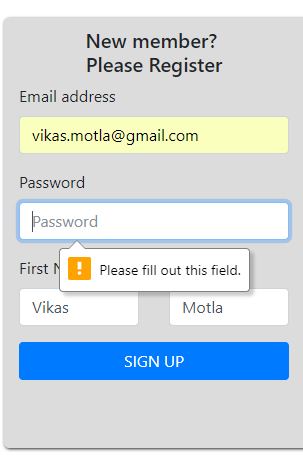 New member?
Please Register
Email address
vikas.motla@gmail.com
Password
Password
Please fill out this field.
First N
Vikas
Motla
SIGN UP